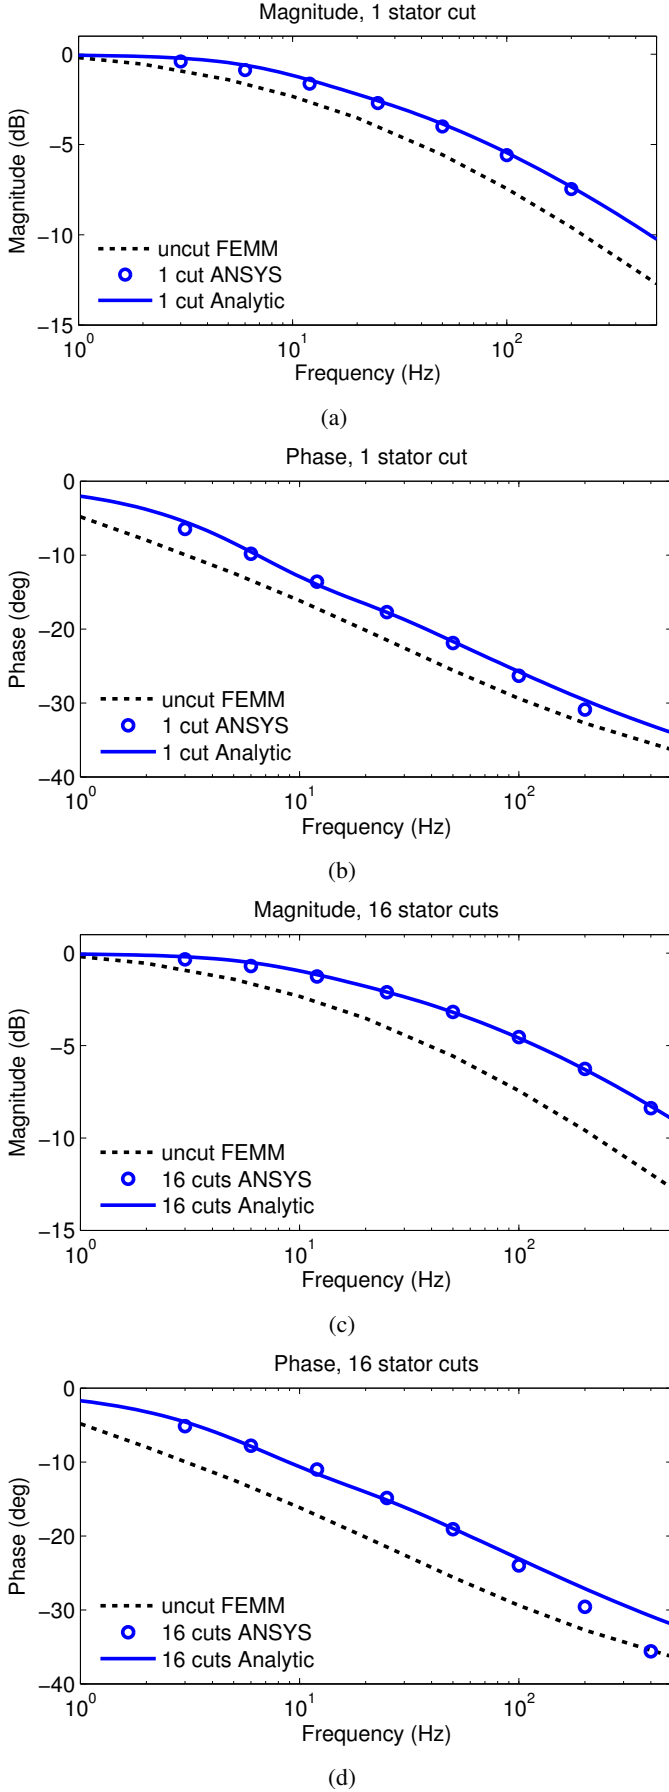 Magnitude, 1 stator cut
0
−5
−10
−15
Magnitude (dB)
uncut FEMM
1 cut ANSYS
1 cut Analytic
10^0 10^1 10^2
Frequency (Hz)
(a)
Phase, 1 stator cut
0
−10
−20
−30
−40
Phase (deg)
uncut FEMM
1 cut ANSYS
1 cut Analytic
10^0 10^1 10^2
Frequency (Hz)
(b)
Magnitude, 16 stator cuts
0
−5
−10
−15
Magnitude (dB)
uncut FEMM
16 cuts ANSYS
16 cuts Analytic
10^0 10^1 10^2
Frequency (Hz)
(c)
Phase, 16 stator cuts
0
−10
−20
−30
−40
Phase (deg)
uncut FEMM
16 cuts ANSYS
16 cuts Analytic
10^0 10^1 10^2
Frequency (Hz)
(d)